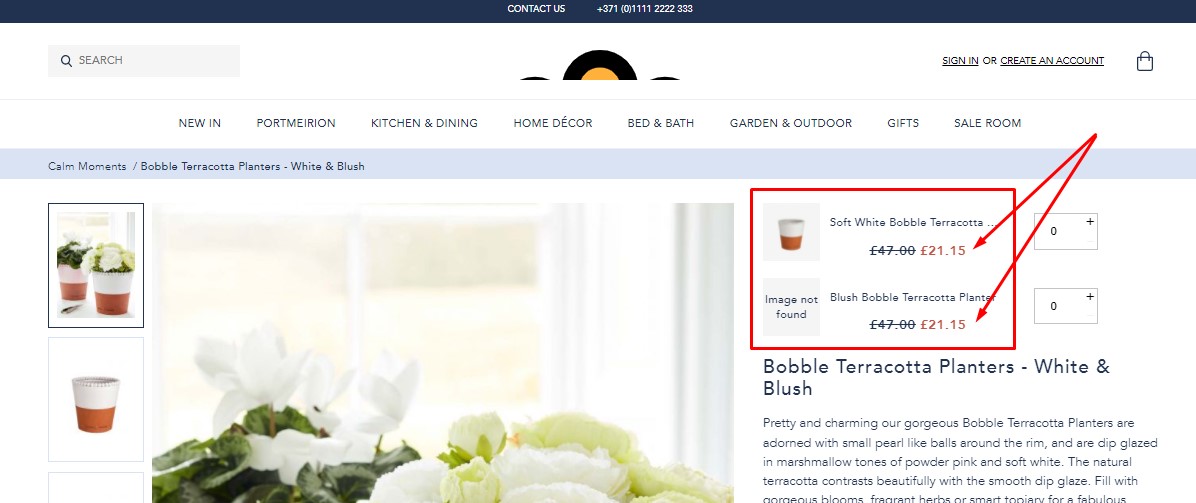 CONTACT US +371 (0)1111 2222 333
SEARCH
SIGN IN OR CREATE AN ACCOUNT
NEW IN PORTMEIRION KITCHEN & DINING HOME DÉCOR BED & BATH GARDEN & OUTDOOR GIFTS SALE ROOM
Calm Moments / Bobble Terracotta Planters - White & Blush
Soft White Bobble Terracotta ...
£47.00 £21.15
0 +
Image not found
Blush Bobble Terracotta Planter
£47.00 £21.15
0 +
Bobble Terracotta Planters - White &
Blush
Pretty and charming our gorgeous Bobble Terracotta Planters are
adorned with small pearl like balls around the rim, and are dip glazed
in marshmallow tones of powder pink and soft white. The natural
terracotta contrasts beautifully with the smooth dip glaze. Fill with
gorgeous blooms, fragrant herbs or smart topiary for a fabulous